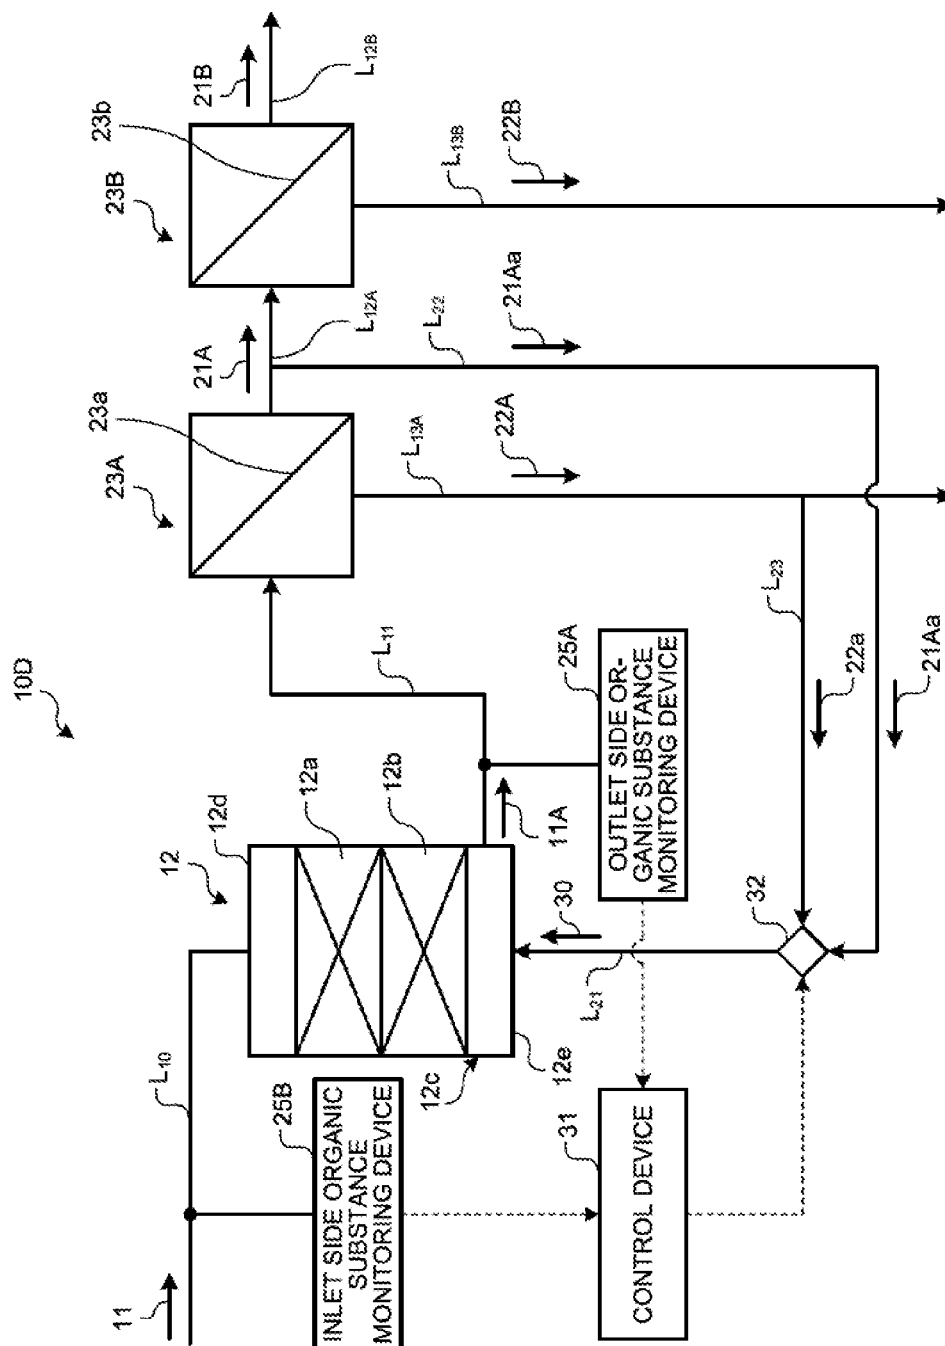 10D
11
L10
25B
INLET SIDE ORGANIC
SUBSTANCE
MONITORING DEVICE
12
12d
12a
12b
12c
12e
11A
L11
25A
OUTLET SIDE OR-
GANIC SUBSTANCE
MONITORING DEVICE
30
L21
31
CONTROL DEVICE
32
23A
23a
21A
L12A
L13A
22A
L22
21Aa
L23
22a
21Aa
23B
23b
21B
L12B
L13B
22B